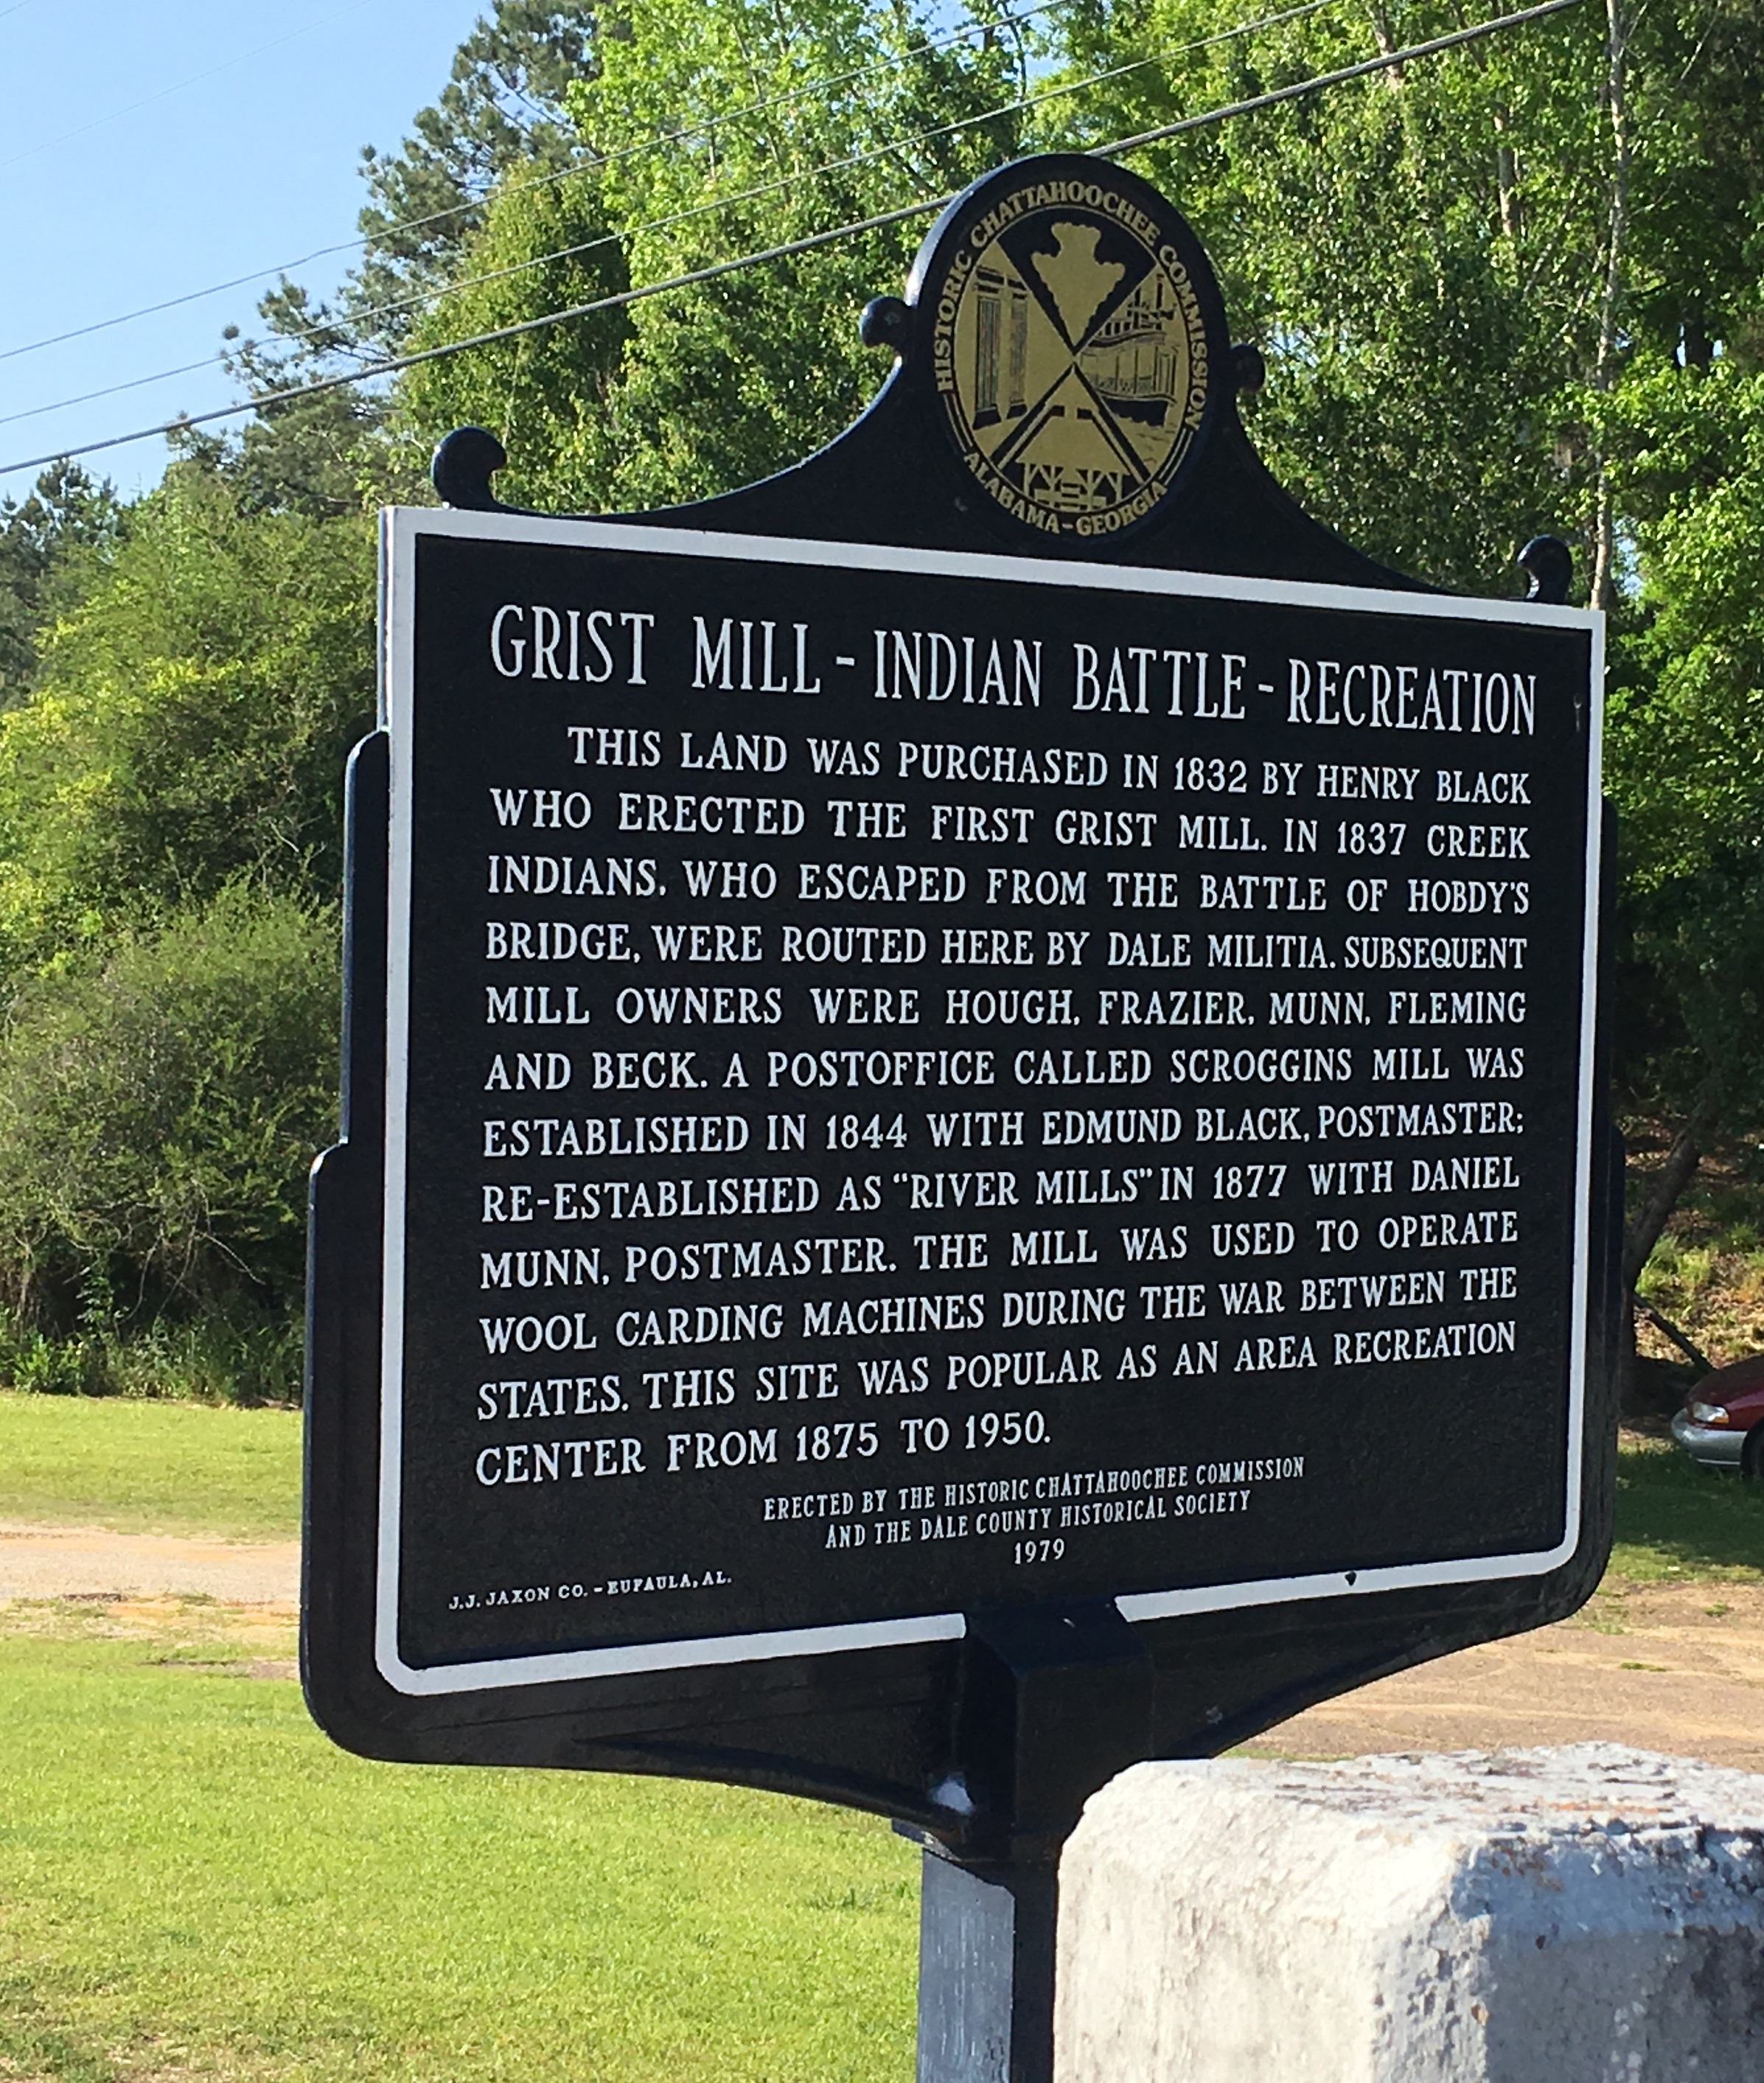 HISTORIC CHATTAHOOCHEE COMMISSION
ALABAMA-GEORGIA
GRIST MILL - INDIAN BATTLE - RECREATION
THIS LAND WAS PURCHASED IN 1832 BY HENRY BLACK
WHO ERECTED THE FIRST GRIST MILL. IN 1837 CREEK
INDIANS, WHO ESCAPED FROM THE BATTLE OF HOBDY'S
BRIDGE, WERE ROUTED HERE BY DALE MILITIA. SUBSEQUENT
MILL OWNERS WERE HOUGH, FRAZIER, MUNN, FLEMING
AND BECK. A POSTOFFICE CALLED SCROGGINS MILL WAS
ESTABLISHED IN 1844 WITH EDMUND BLACK, POSTMASTER;
RE-ESTABLISHED AS "RIVER MILLS" IN 1877 WITH DANIEL
MUNN, POSTMASTER. THE MILL WAS USED TO OPERATE
WOOL CARDING MACHINES DURING THE WAR BETWEEN THE
STATES. THIS SITE WAS POPULAR AS AN AREA RECREATION
CENTER FROM 1875 TO 1950.
ERECTED BY THE HISTORIC CHATTAHOOCHEE COMMISSION
AND THE DALE COUNTY HISTORICAL SOCIETY
1979
J.J. JAXON CO. - EUFAULA, AL.